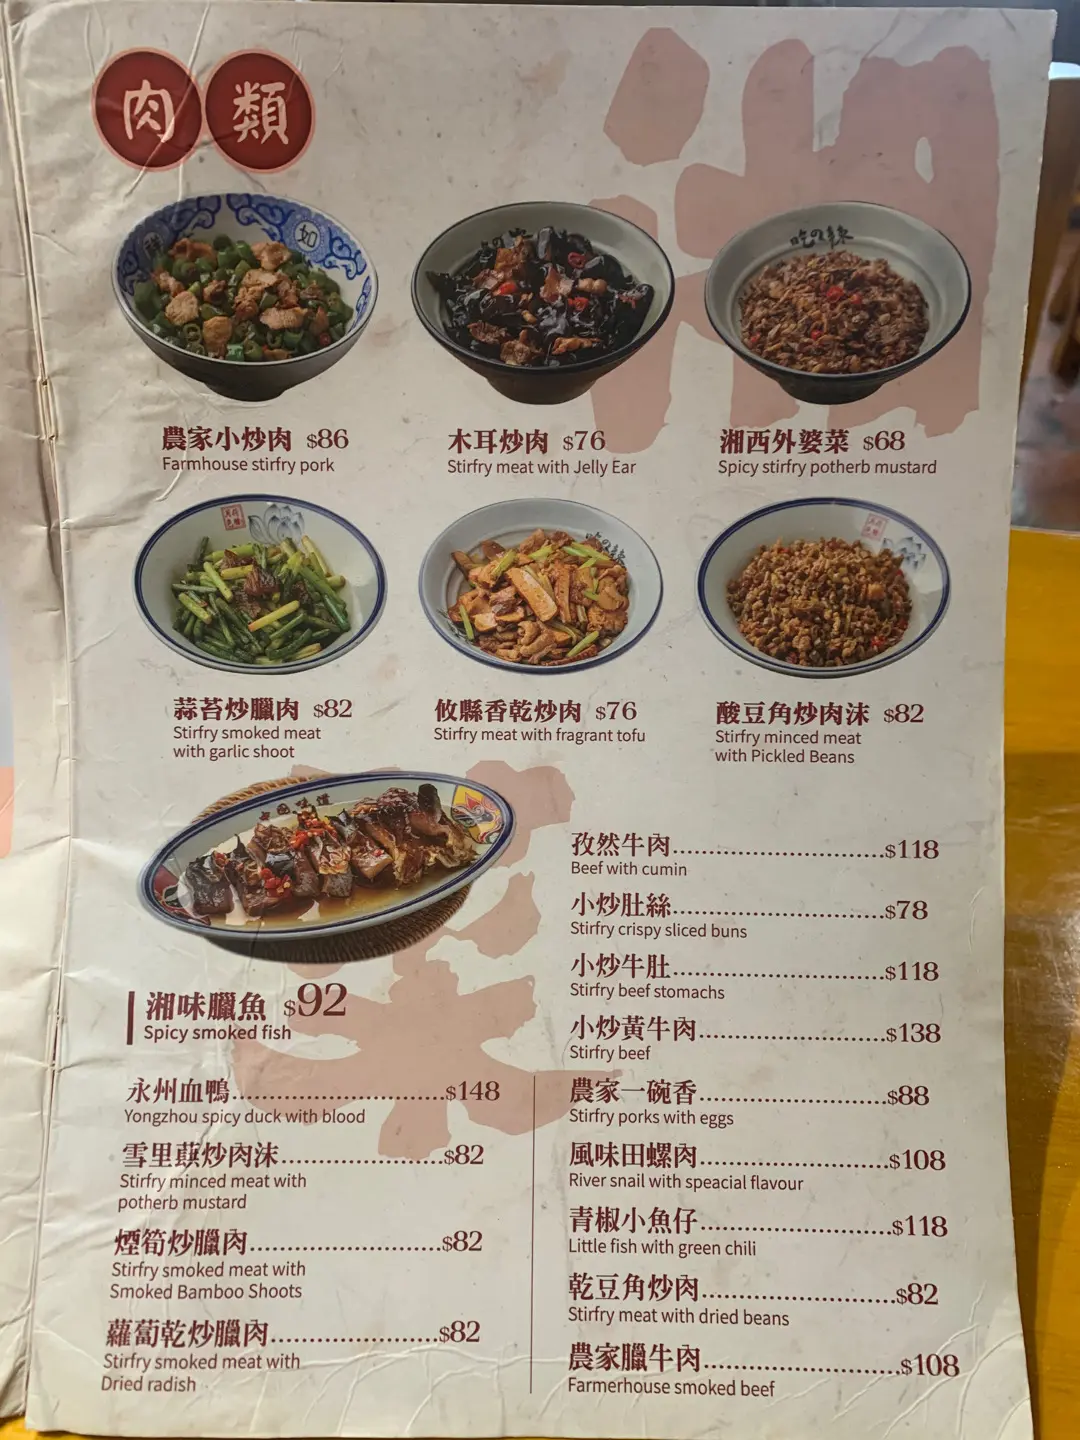 肉類
農家小炒肉 $86
Farmhouse stirfry pork
木耳炒肉 $76
Stirfry meat with Jelly Ear
吃の辣
湘西外婆菜 $68
Spicy stirfry potherb mustard
蒜苔炒臘肉 $82
Stirfry smoked meat
with garlic shoot
攸縣香乾炒肉 $76
Stirfry meat with fragrant tofu
酸豆角炒肉沫 $82
Stirfry minced meat
with Pickled Beans
湘味臘魚 $92
Spicy smoked fish
永州血鴨........................$148
Yongzhou spicy duck with blood
雪里蕻炒肉沫..................$82
Stirfry minced meat with
potherb mustard
煙筍炒臘肉......................$82
Stirfry smoked meat with
Smoked Bamboo Shoots
蘿蔔乾炒臘肉...................$82
Stirfry smoked meat with
Dried radish
孜然牛肉........................$118
Beef with cumin
小炒肚絲........................$78
Stirfry crispy sliced buns
小炒牛肚........................$118
Stirfry beef stomachs
小炒黃牛肉.....................$138
Stirfry beef
農家一碗香.....................$88
Stirfry porks with eggs
風味田螺肉.....................$108
River snail with speacial flavour
青椒小魚仔.....................$118
Little fish with green chili
乾豆角炒肉.....................$82
Stirfry meat with dried beans
農家臘牛肉.....................$108
Farmerhouse smoked beef